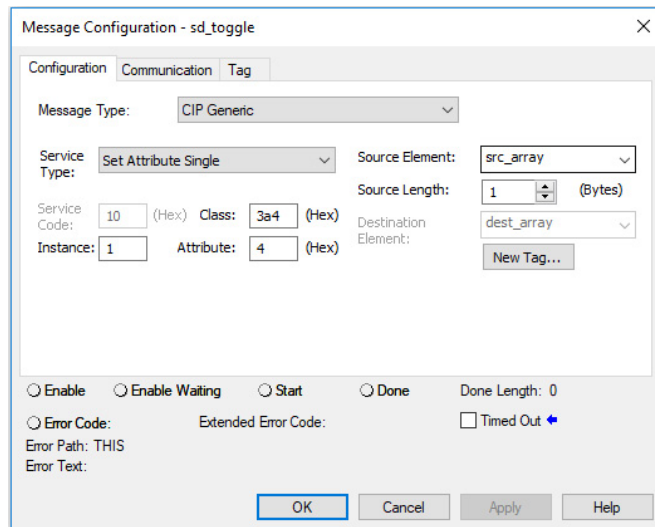 Message Configuration - sd_toggle
Configuration Communication Tag
Message Type: CIP Generic
Service Type: Set Attribute Single
Source Element: src_array
Source Length: 1 (Bytes)
Service Code: 10 (Hex) Class: 3a4 (Hex)
Destination Element: dest_array
Instance: 1 Attribute: 4 (Hex)
New Tag...
Enable Enable Waiting Start Done Done Length: 0
Error Code: Extended Error Code: Timed Out
Error Path: THIS
Error Text:
OK Cancel Apply Help